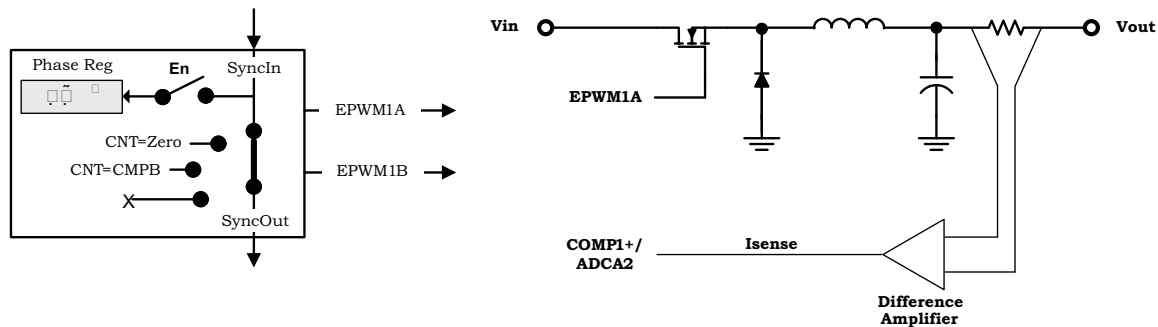 Phase Reg
En
SyncIn
EPWM1A
CNT=Zero
CNT=CMPB
EPWM1B
X
SyncOut
Vin
Vout
EPWM1A
COMP1+/
ADCA2
Isense
Difference
Amplifier